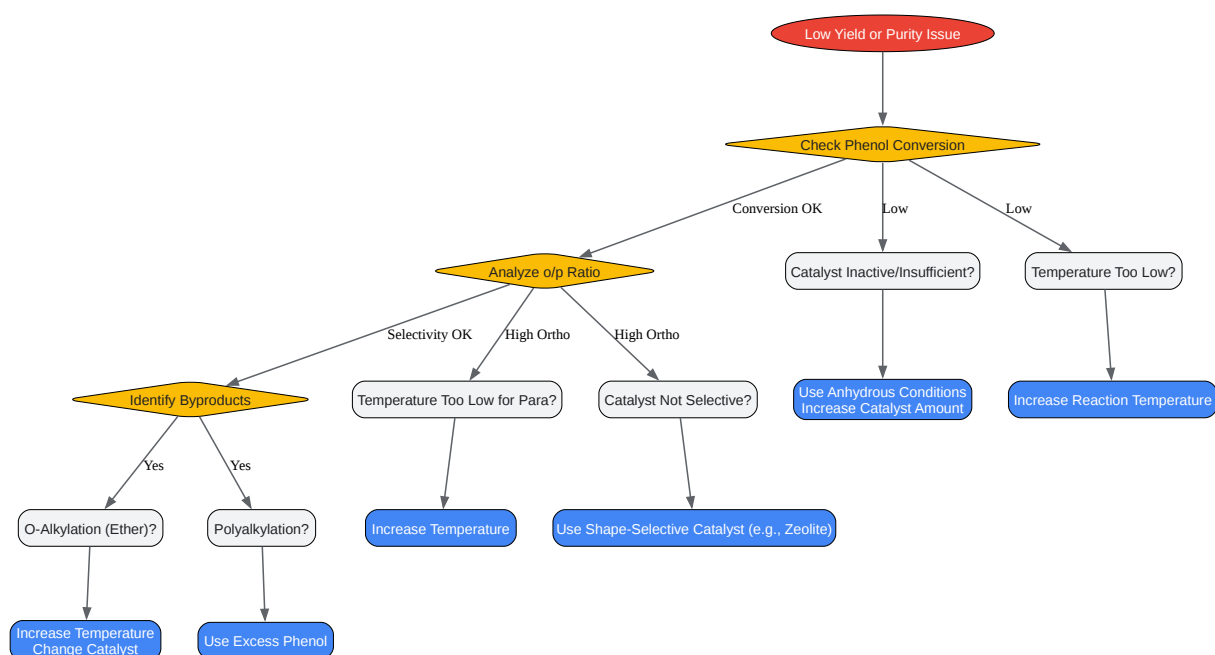 Low Yield or Purity Issue
Check Phenol Conversion
Conversion OK
Low
Low
Analyze o/p Ratio
Catalyst Inactive/Insufficient?
Temperature Too Low?
Selectivity OK
High Ortho
High Ortho
Identify Byproducts
Temperature Too Low for Para?
Catalyst Not Selective?
Use Anhydrous Conditions
Increase Catalyst Amount
Increase Reaction Temperature
Yes
Yes
O-Alkylation (Ether)?
Polyalkylation?
Increase Temperature
Use Shape-Selective Catalyst (e.g., Zeolite)
Increase Temperature
Change Catalyst
Use Excess Phenol